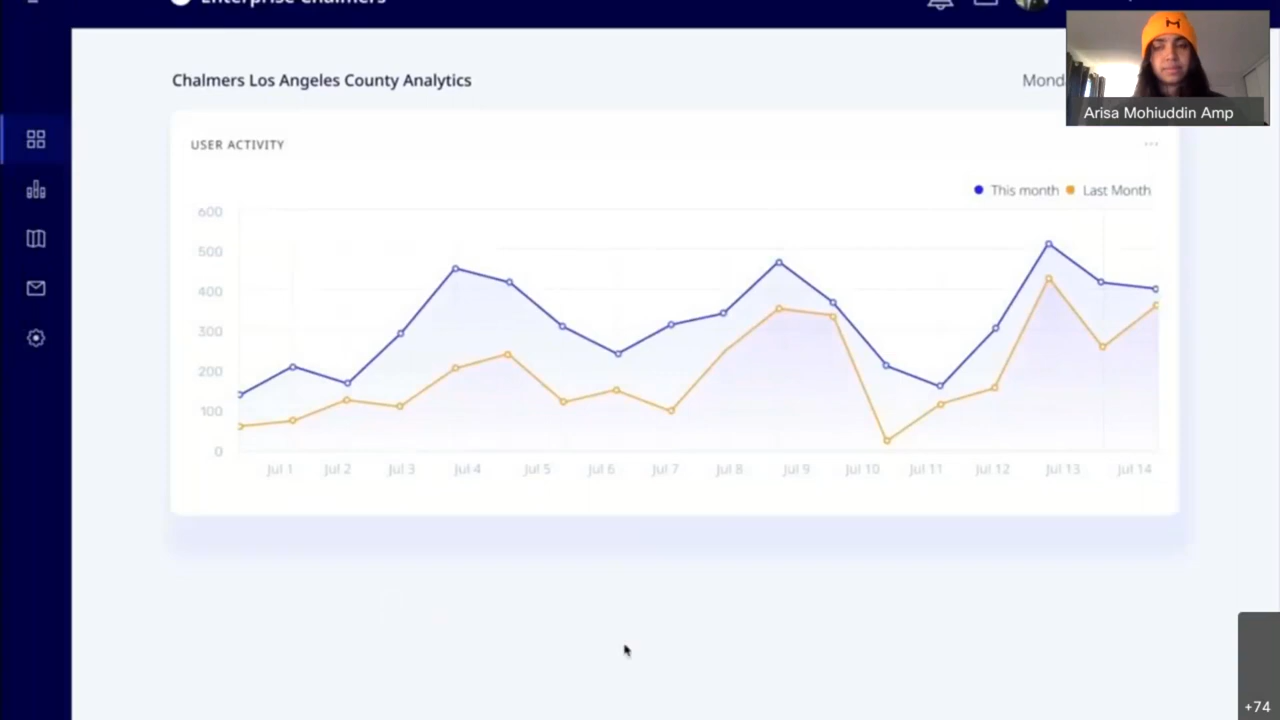 Enterprise Chalmers
Arisa Mohiuddin Amp
Chalmers Los Angeles County Analytics
USER ACTIVITY
This month
Last Month
600
500
400
300
200
100
0
Jul 1
Jul 2
Jul 3
Jul 4
Jul 5
Jul 6
Jul 7
Jul 8
Jul 9
Jul 10
Jul 11
Jul 12
Jul 13
Jul 14
+74